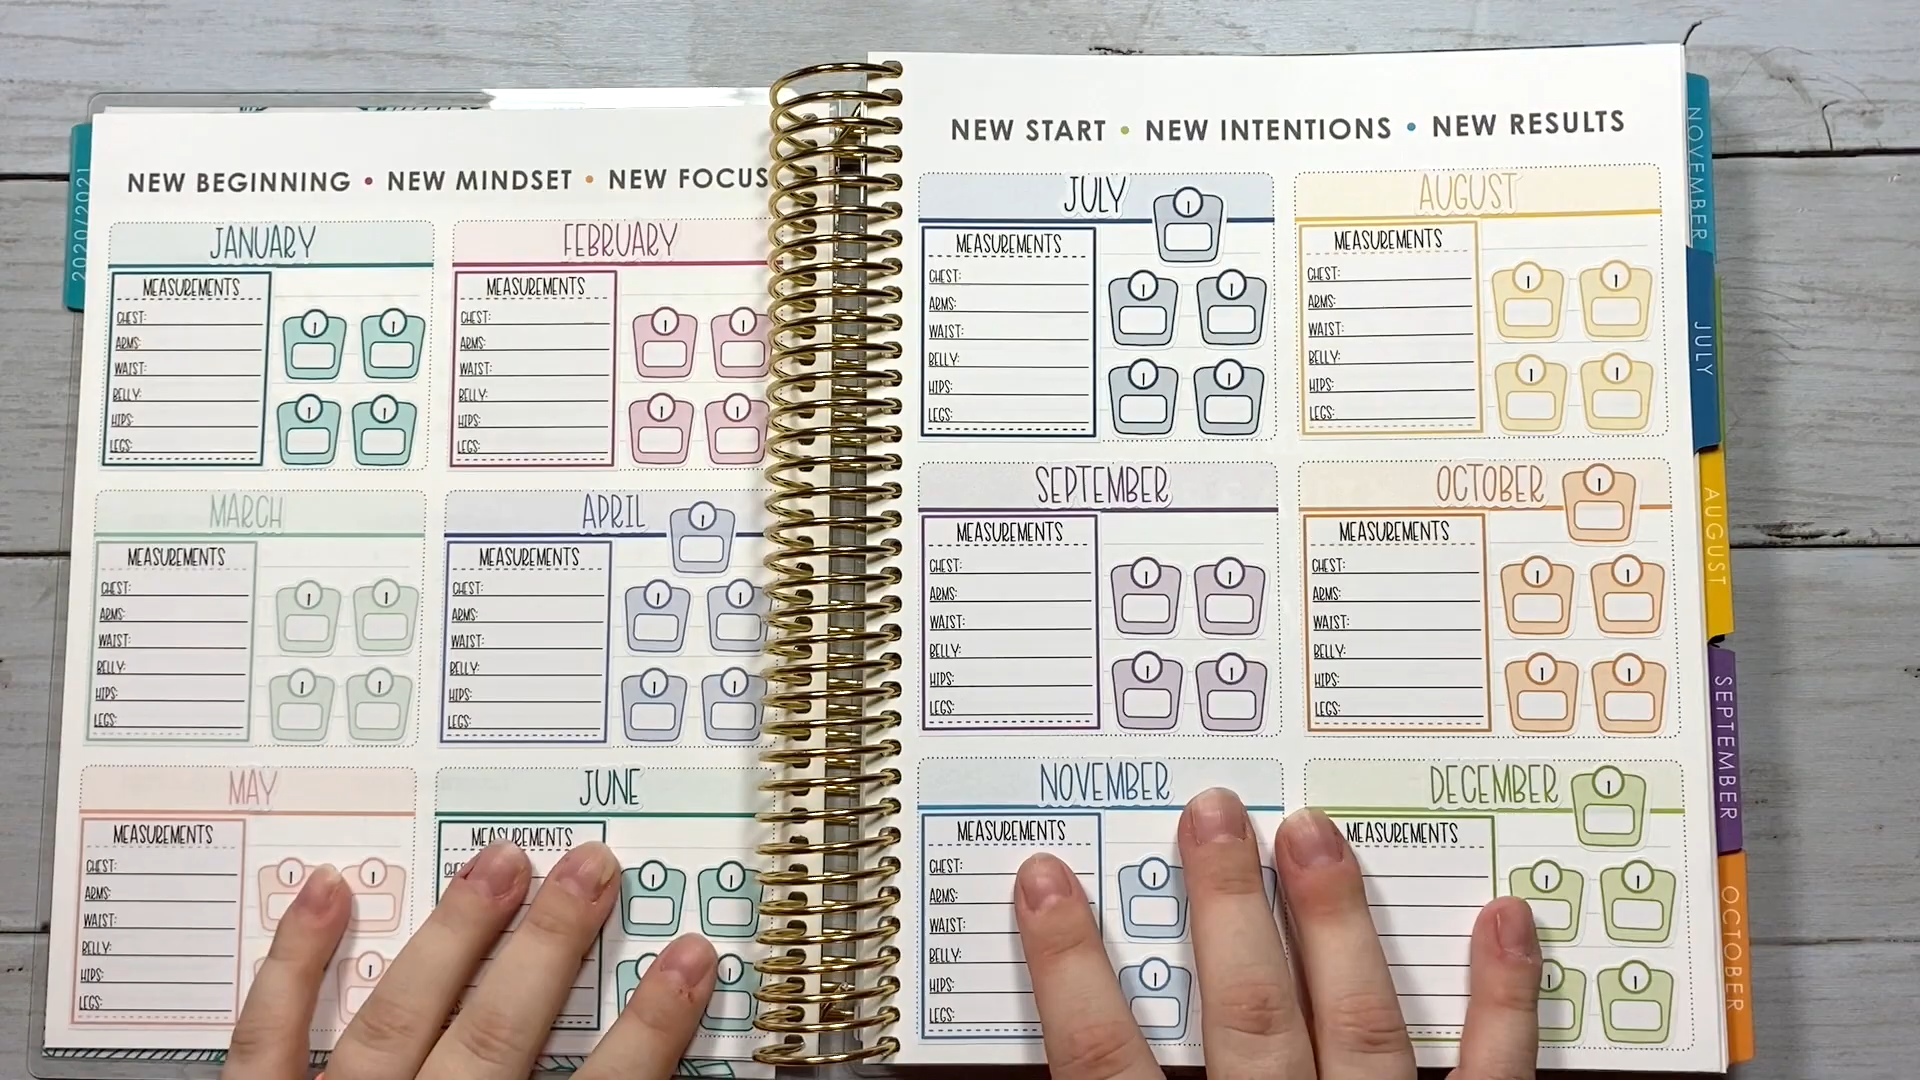 2020/2021
NEW BEGINNING • NEW MINDSET • NEW FOCUS
JANUARY
MEASUREMENTS
CHEST:
ARMS:
WAIST:
BELLY:
HIPS:
LEGS:
FEBRUARY
MEASUREMENTS
CHEST:
ARMS:
WAIST:
BELLY:
HIPS:
LEGS:
MARCH
MEASUREMENTS
CHEST:
ARMS:
WAIST:
BELLY:
HIPS:
LEGS:
APRIL
MEASUREMENTS
CHEST:
ARMS:
WAIST:
BELLY:
HIPS:
LEGS:
MAY
MEASUREMENTS
CHEST:
ARMS:
WAIST:
BELLY:
HIPS:
LEGS:
JUNE
MEASUREMENTS
NEW START • NEW INTENTIONS • NEW RESULTS
JULY
MEASUREMENTS
CHEST:
ARMS:
WAIST:
BELLY:
HIPS:
LEGS:
AUGUST
MEASUREMENTS
CHEST:
ARMS:
WAIST:
BELLY:
HIPS:
LEGS:
SEPTEMBER
MEASUREMENTS
CHEST:
ARMS:
WAIST:
BELLY:
HIPS:
LEGS:
OCTOBER
MEASUREMENTS
CHEST:
ARMS:
WAIST:
BELLY:
HIPS:
LEGS:
NOVEMBER
MEASUREMENTS
CHEST:
ARMS:
WAIST:
BELLY:
HIPS:
LEGS:
DECEMBER
MEASUREMENTS
NOVEMBER
JULY
AUGUST
SEPTEMBER
OCTOBER